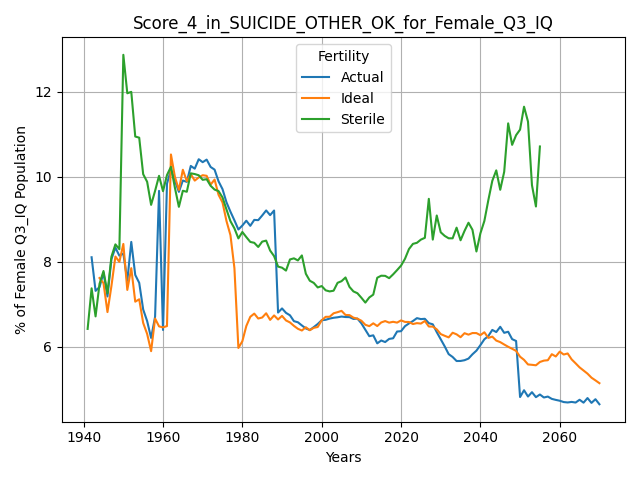 Score_4_in_SUICIDE_OTHER_OK_for_Female_Q3_IQ
Fertility
Actual
Ideal
Sterile
% of Female Q3_IQ Population
12
10
8
6
1940
1960
1980
2000
2020
2040
2060
Years